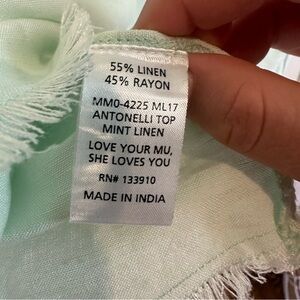 55% LINEN
45% RAYON
MM0-4225 ML17
ANTONELLI TOP
MINT LINEN
LOVE YOUR MU,
SHE LOVES YOU
RN# 133910
MADE IN INDIA